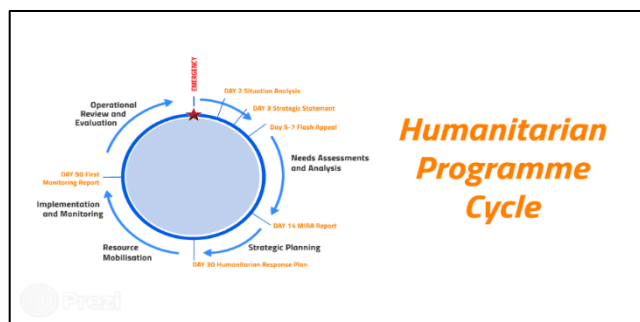 EMERGENCY
DAY 2 Situation Analysis
DAY 3 Strategic Statement
Day 5-7 Flash Appeal
Needs Assessments
and Analysis
DAY 14 MIRA Report
Strategic Planning
DAY 30 Humanitarian Response Plan
Resource
Mobilisation
Implementation
and Monitoring
DAY 90 First
Monitoring Report
Operational
Review and
Evaluation
Humanitarian
Programme
Cycle
Prezi